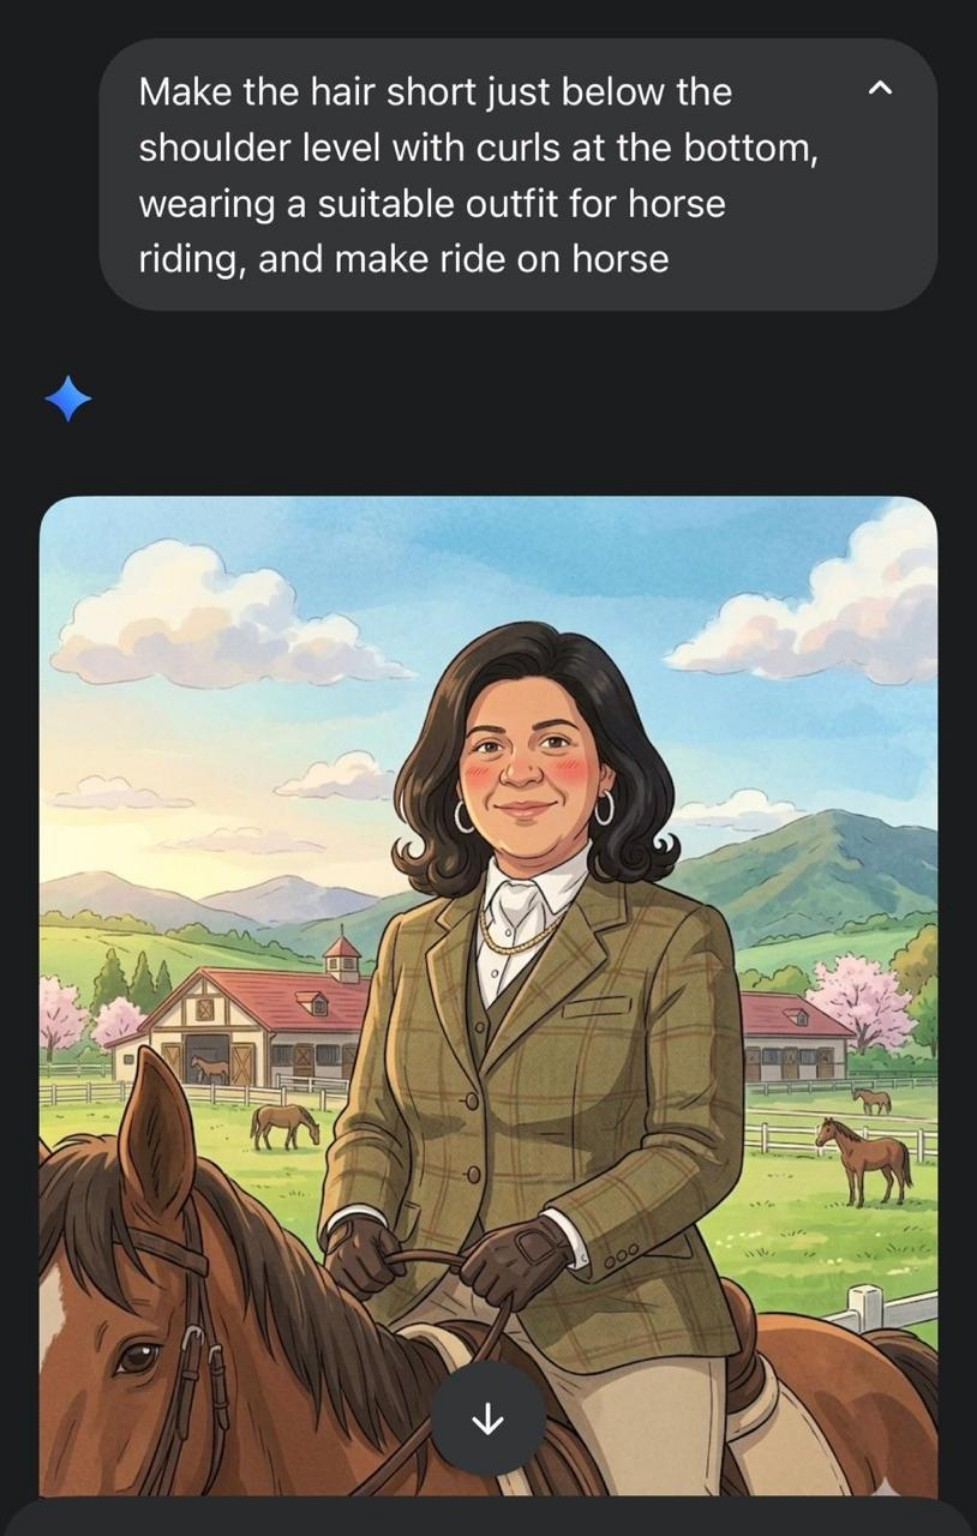 Make the hair short just below the
shoulder level with curls at the bottom,
wearing a suitable outfit for horse
riding, and make ride on horse